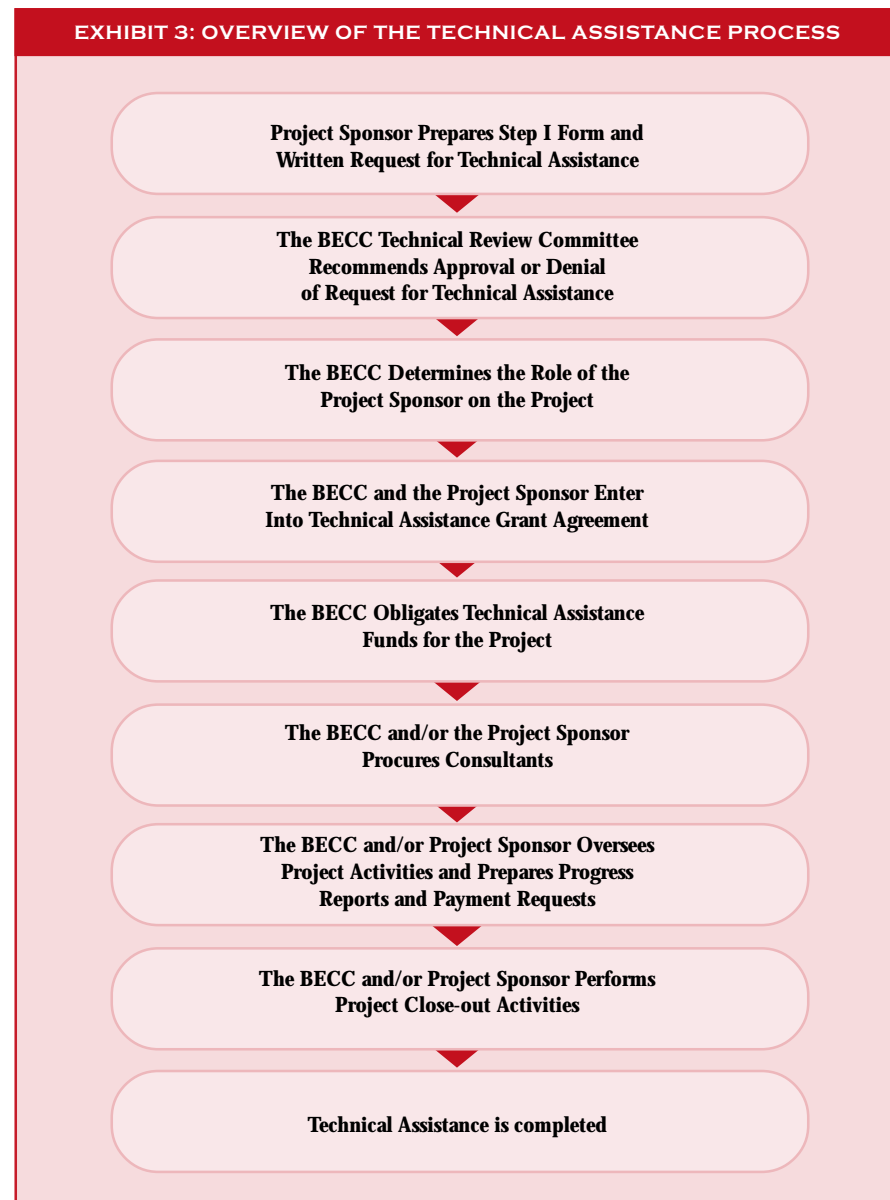 EXHIBIT 3: OVERVIEW OF THE TECHNICAL ASSISTANCE PROCESS
Project Sponsor Prepares Step I Form and
Written Request for Technical Assistance
The BECC Technical Review Committee
Recommends Approval or Denial
of Request for Technical Assistance
The BECC Determines the Role of the
Project Sponsor on the Project
The BECC and the Project Sponsor Enter
Into Technical Assistance Grant Agreement
The BECC Obligates Technical Assistance
Funds for the Project
The BECC and/or the Project Sponsor
Procures Consultants
The BECC and/or Project Sponsor Oversees
Project Activities and Prepares Progress
Reports and Payment Requests
The BECC and/or Project Sponsor Performs
Project Close-out Activities
Technical Assistance is completed